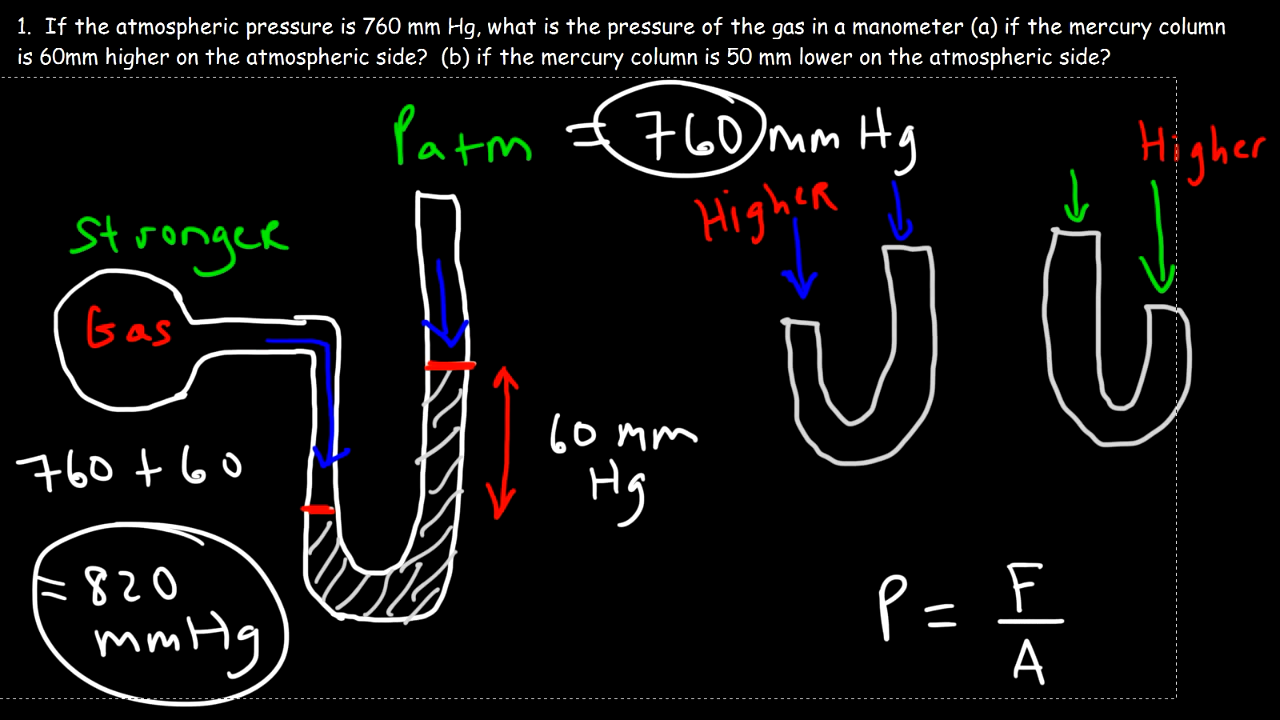 1. If the atmospheric pressure is 760 mm Hg, what is the pressure of the gas in a manometer (a) if the mercury column
is 60mm higher on the atmospheric side? (b) if the mercury column is 50 mm lower on the atmospheric side?
Patm = 760 mm Hg
Higher
HigHeR
StrongeR
Gas
60 mm
Hg
760 + 60
= 820
mmHg
P = F
A